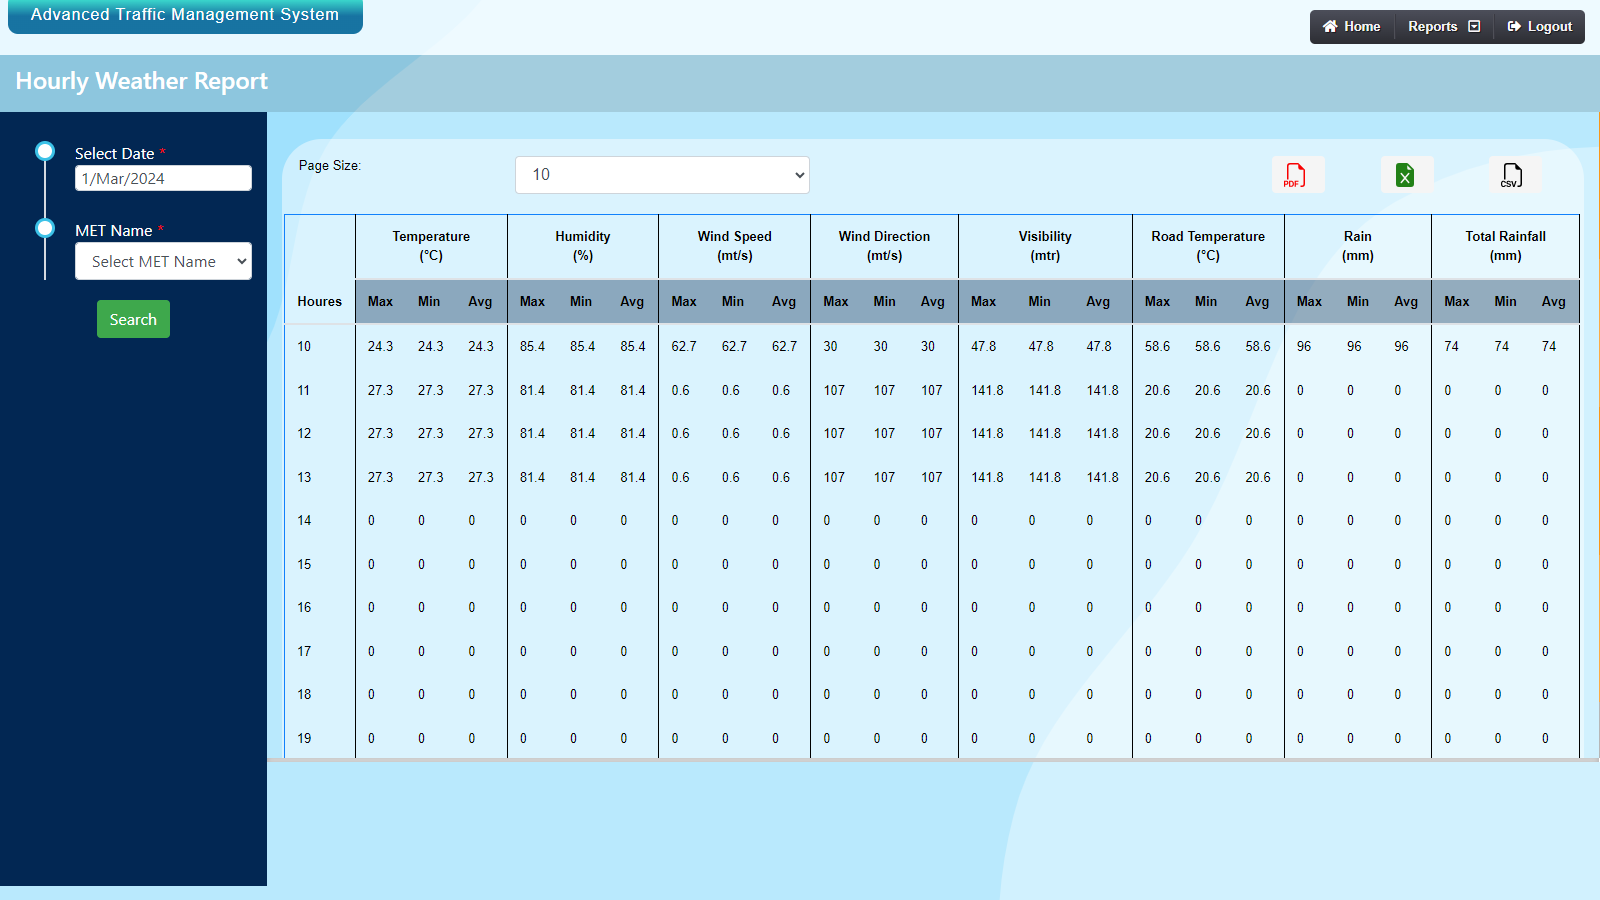 Advanced Traffic Management System
Home Reports Logout
Hourly Weather Report
Select Date *
1/Mar/2024
MET Name *
Select MET Name
Search
Page Size:
10
PDF
X
CSV
Temperature Humidity Wind Speed Wind Direction Visibility Road Temperature Rain Total Rainfall
(°C) (%) (mt/s) (mt/s) (mtr) (°C) (mm) (mm)
Houres Max Min Avg Max Min Avg Max Min Avg Max Min Avg Max Min Avg Max Min Avg Max Min Avg Max Min Avg
10 24.3 24.3 24.3 85.4 85.4 85.4 62.7 62.7 62.7 30 30 30 47.8 47.8 47.8 58.6 58.6 58.6 96 96 96 74 74 74
11 27.3 27.3 27.3 81.4 81.4 81.4 0.6 0.6 0.6 107 107 107 141.8 141.8 141.8 20.6 20.6 20.6 0 0 0 0 0 0
12 27.3 27.3 27.3 81.4 81.4 81.4 0.6 0.6 0.6 107 107 107 141.8 141.8 141.8 20.6 20.6 20.6 0 0 0 0 0 0
13 27.3 27.3 27.3 81.4 81.4 81.4 0.6 0.6 0.6 107 107 107 141.8 141.8 141.8 20.6 20.6 20.6 0 0 0 0 0 0
14 0 0 0 0 0 0 0 0 0 0 0 0 0 0 0 0 0 0 0 0 0 0 0 0
15 0 0 0 0 0 0 0 0 0 0 0 0 0 0 0 0 0 0 0 0 0 0 0 0
16 0 0 0 0 0 0 0 0 0 0 0 0 0 0 0 0 0 0 0 0 0 0 0 0
17 0 0 0 0 0 0 0 0 0 0 0 0 0 0 0 0 0 0 0 0 0 0 0 0
18 0 0 0 0 0 0 0 0 0 0 0 0 0 0 0 0 0 0 0 0 0 0 0 0
19 0 0 0 0 0 0 0 0 0 0 0 0 0 0 0 0 0 0 0 0 0 0 0 0